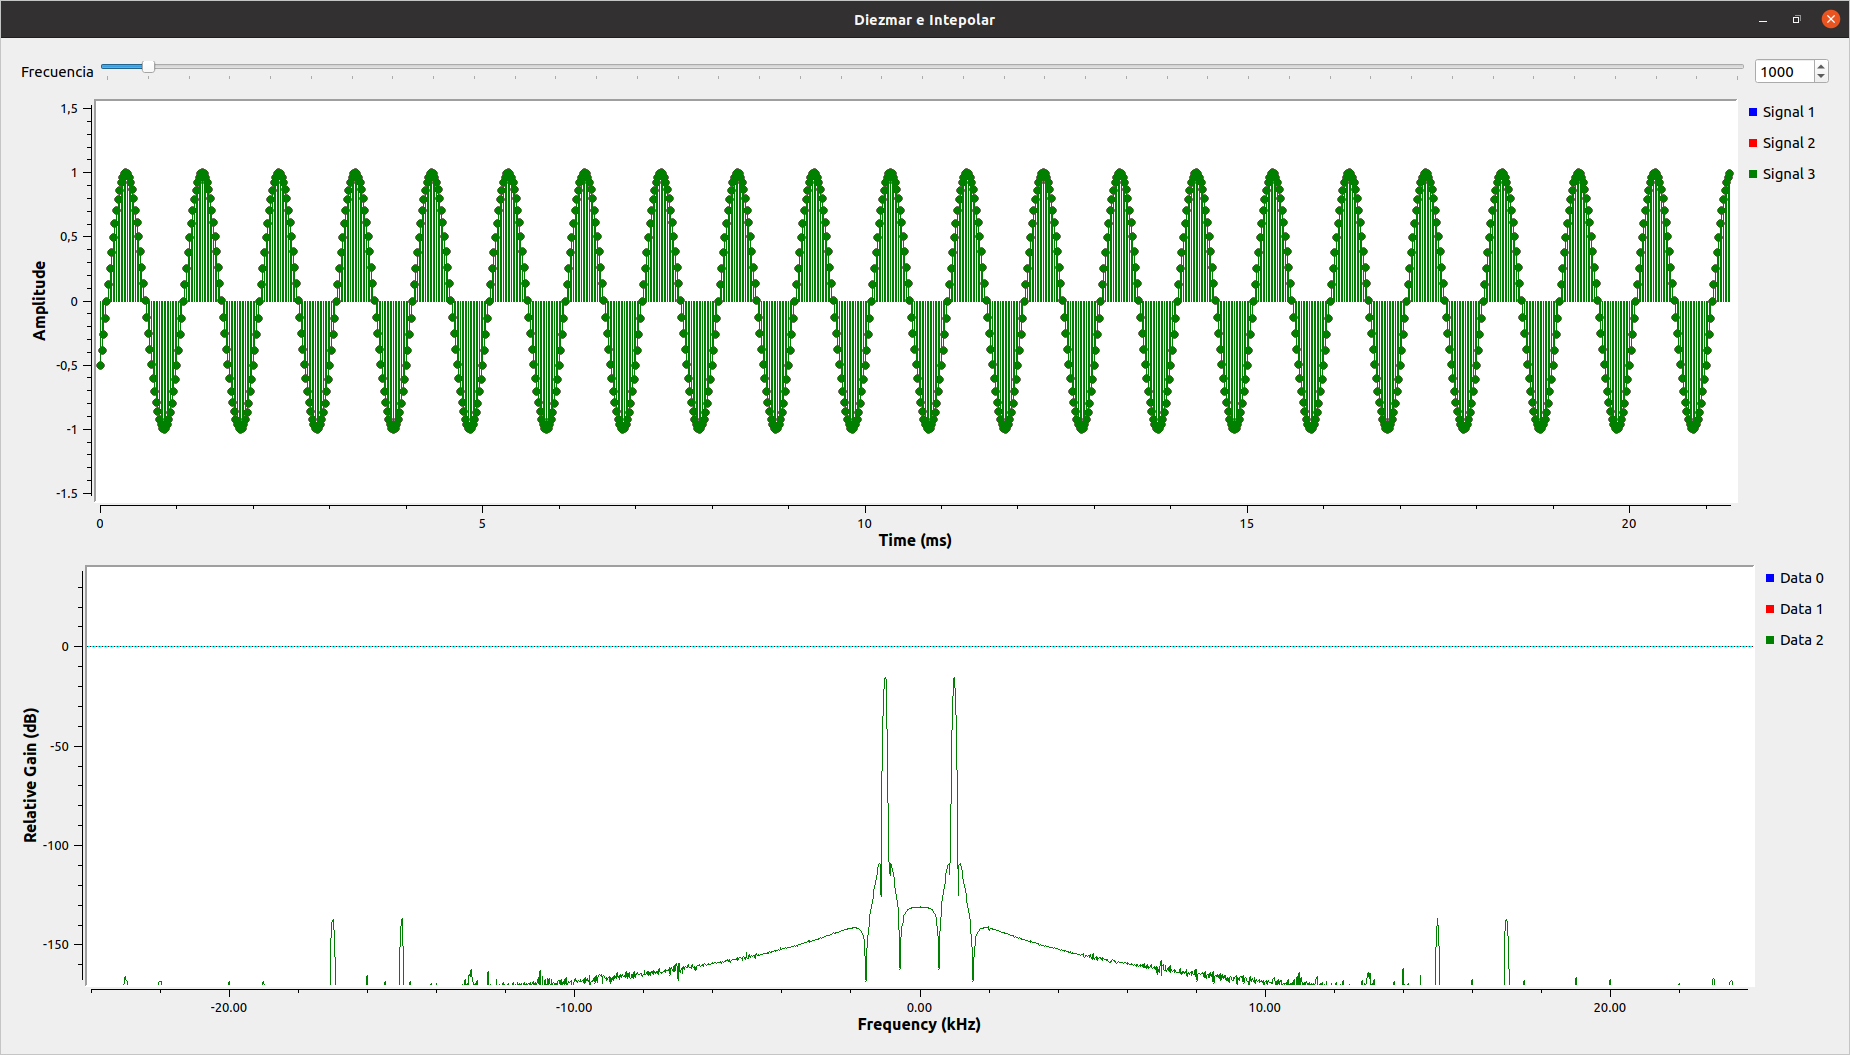 Diezmar e Intepolar
Frecuencia
1000
1,5
1
0,5
0
-0,5
-1
-1.5
Amplitude
0
5
10
15
20
Time (ms)
Signal 1
Signal 2
Signal 3
0
-50
-100
-150
Relative Gain (dB)
-20.00
-10.00
0.00
10.00
20.00
Frequency (kHz)
Data 0
Data 1
Data 2